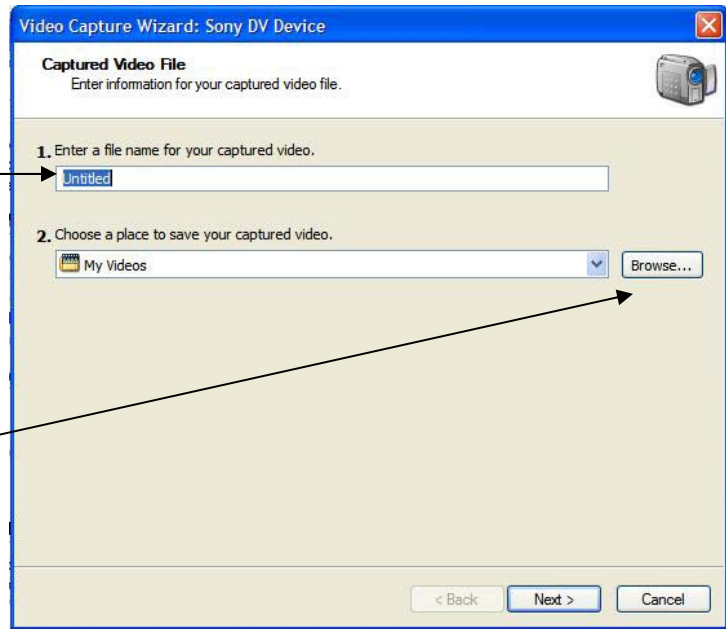 Video Capture Wizard: Sony DV Device
Captured Video File
Enter information for your captured video file.
1. Enter a file name for your captured video.
Untitled
2. Choose a place to save your captured video.
My Videos
Browse...
< Back Next > Cancel